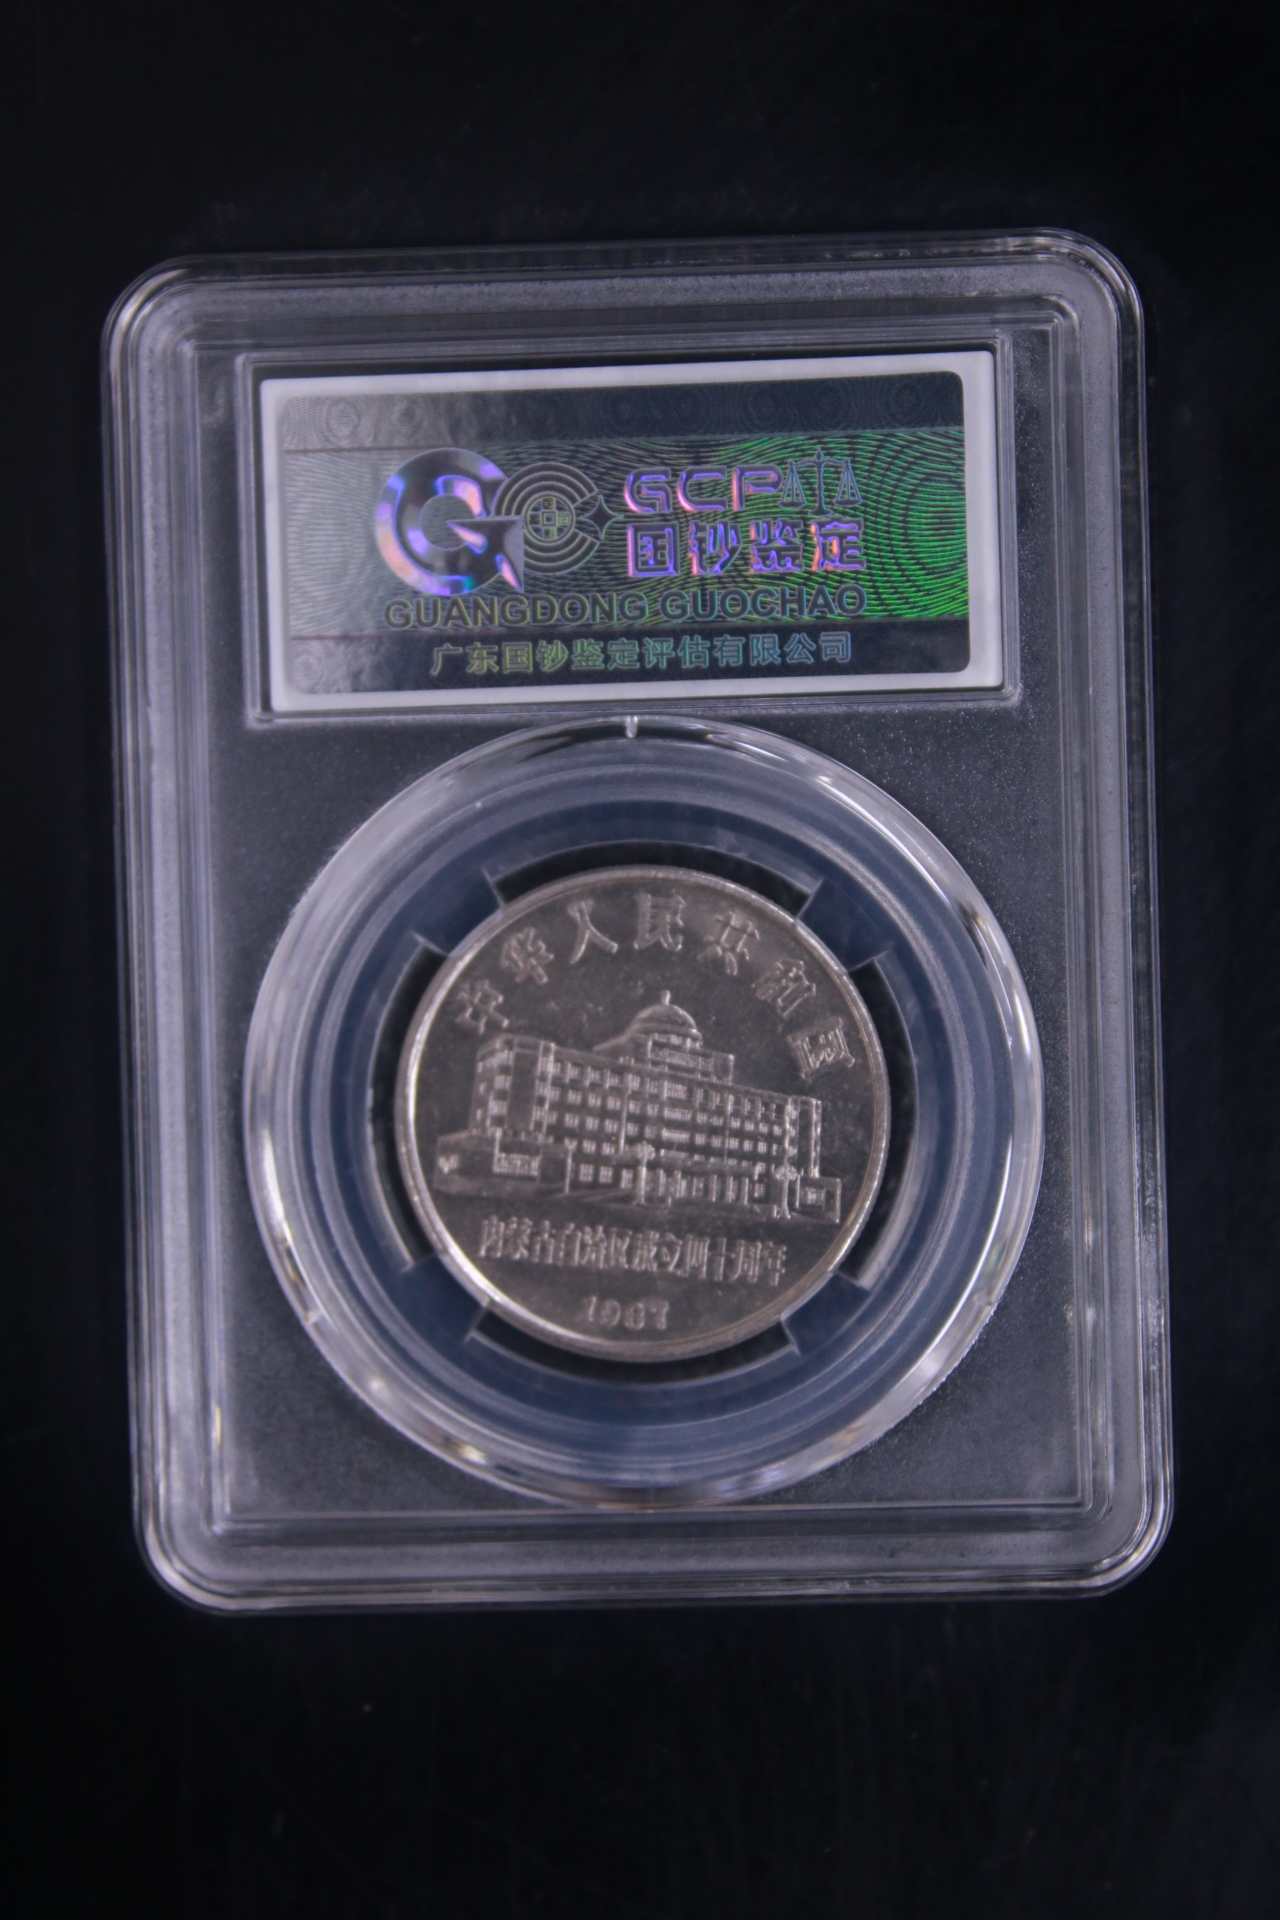 GCP
国钞鉴定
GUANGDONG GUOCHAO
广东国钞鉴定评估有限公司
中华人民共和国
内蒙古自治区成立四十周年
1987